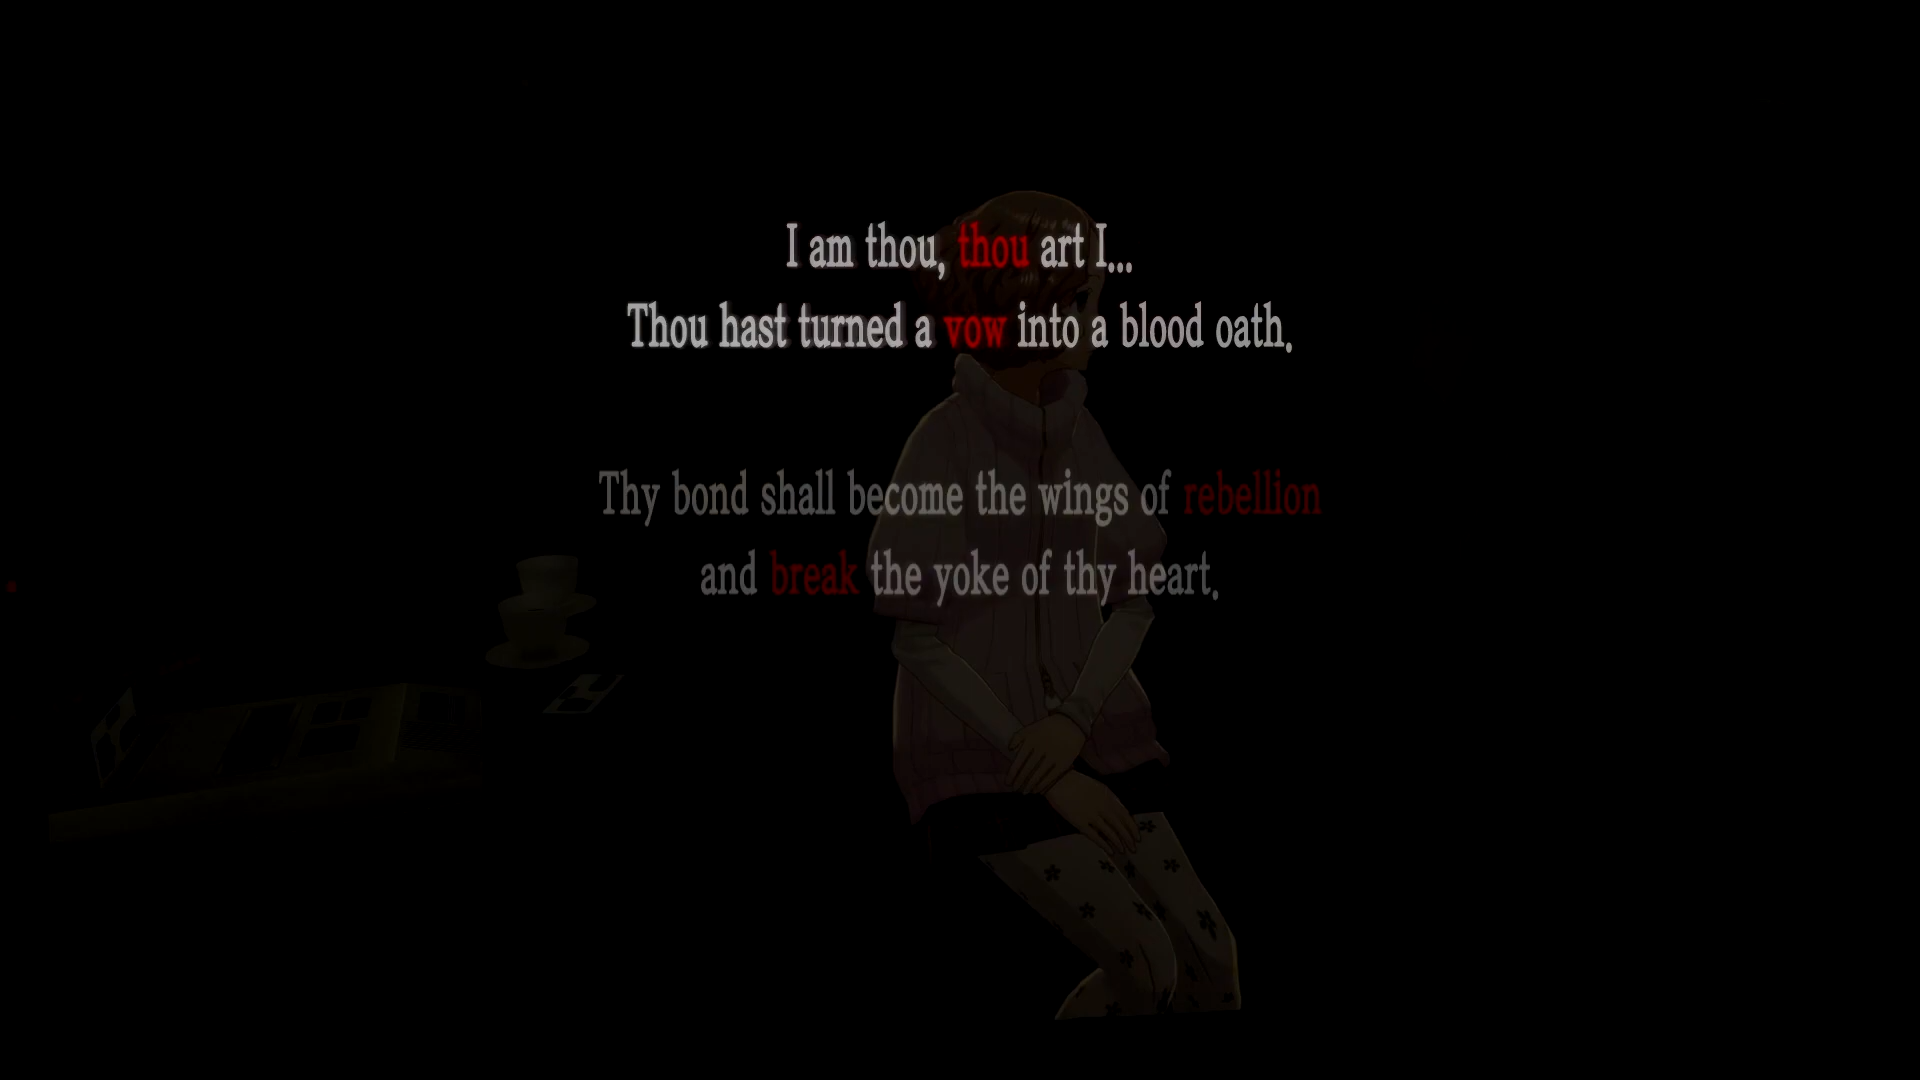 I am thou, thou art I...
Thou hast turned a vow into a blood oath.
Thy bond shall become the wings of rebellion
and break the yoke of thy heart.